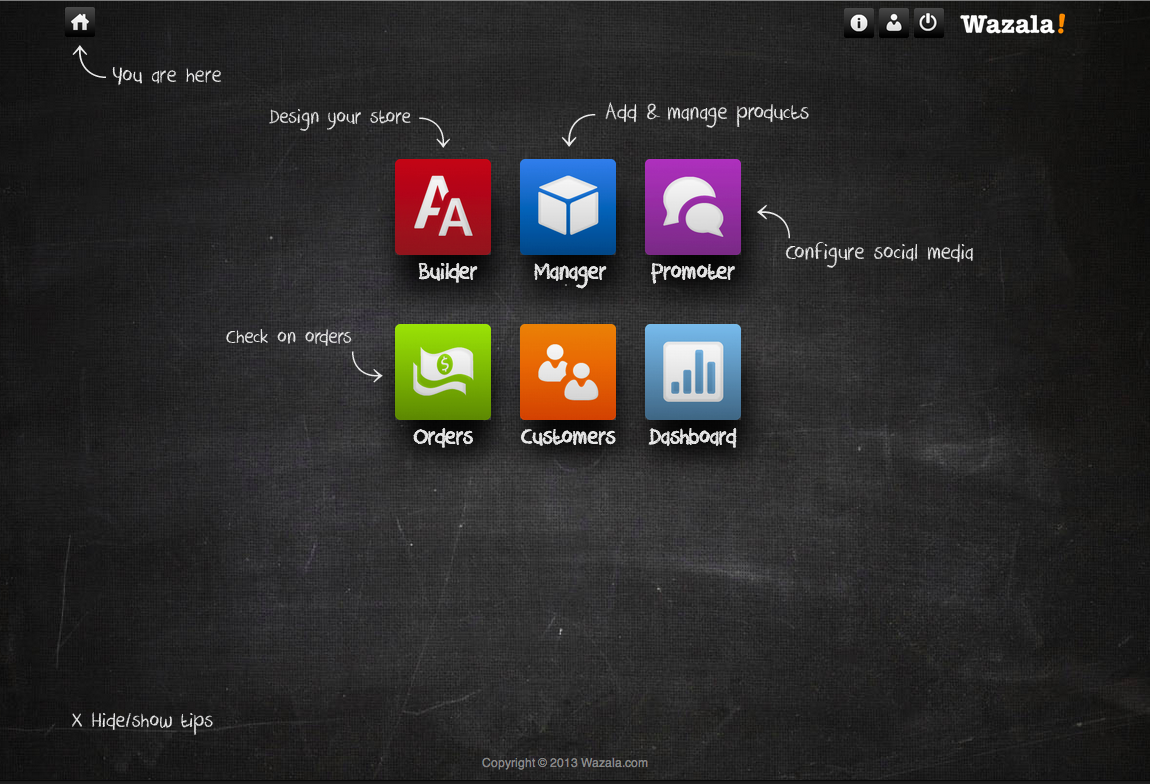 Wazala!
You are here
Design your store
Add & manage products
Builder
Manager
Promoter
Configure social media
Check on orders
$
Orders
Customers
Dashboard
X Hide/show tips
Copyright © 2013 Wazala.com